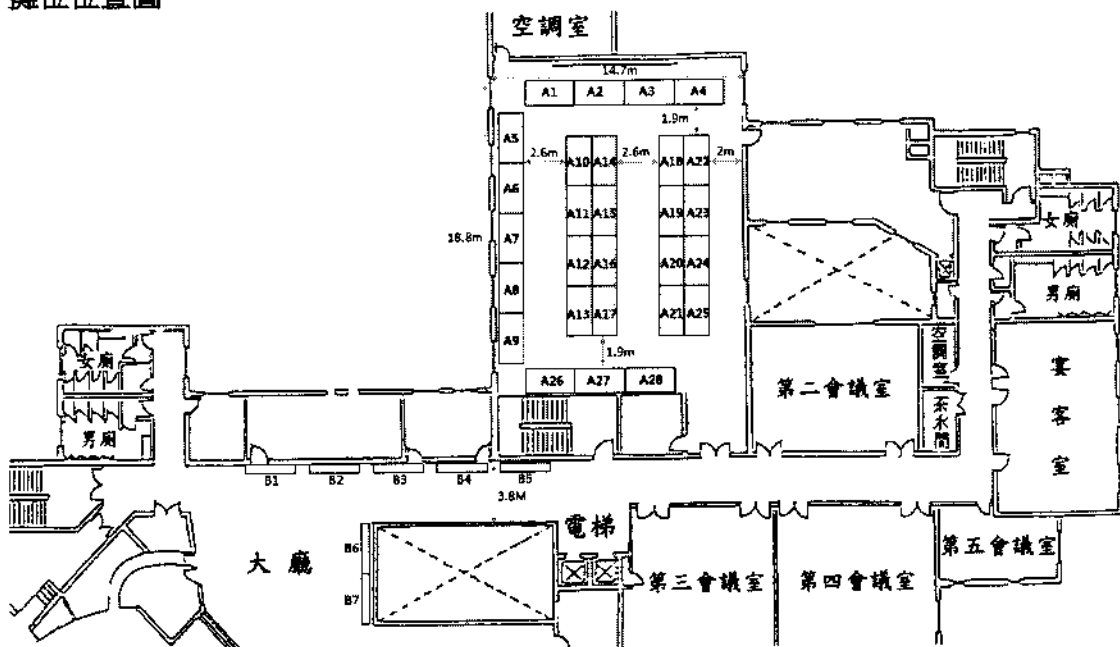 攤位位置圖
空調室
14.7m
A1 A2 A3 A4
1.9m
A5
2.6m A10 A14 2.6m A18 A22 2m
A6
A11 A15 A19 A23
18.8m A7
A12 A16 A20 A24
A8
A13 A17 A21 A25
A9
1.9m
A26 A27 A28
女廁
男廁
女廁
男廁
空調室
茶水間
第二會議室
宴客室
B1 B2 B3 B4 B5
3.8M
電梯
大廳
B6
B7
第三會議室
第四會議室
第五會議室